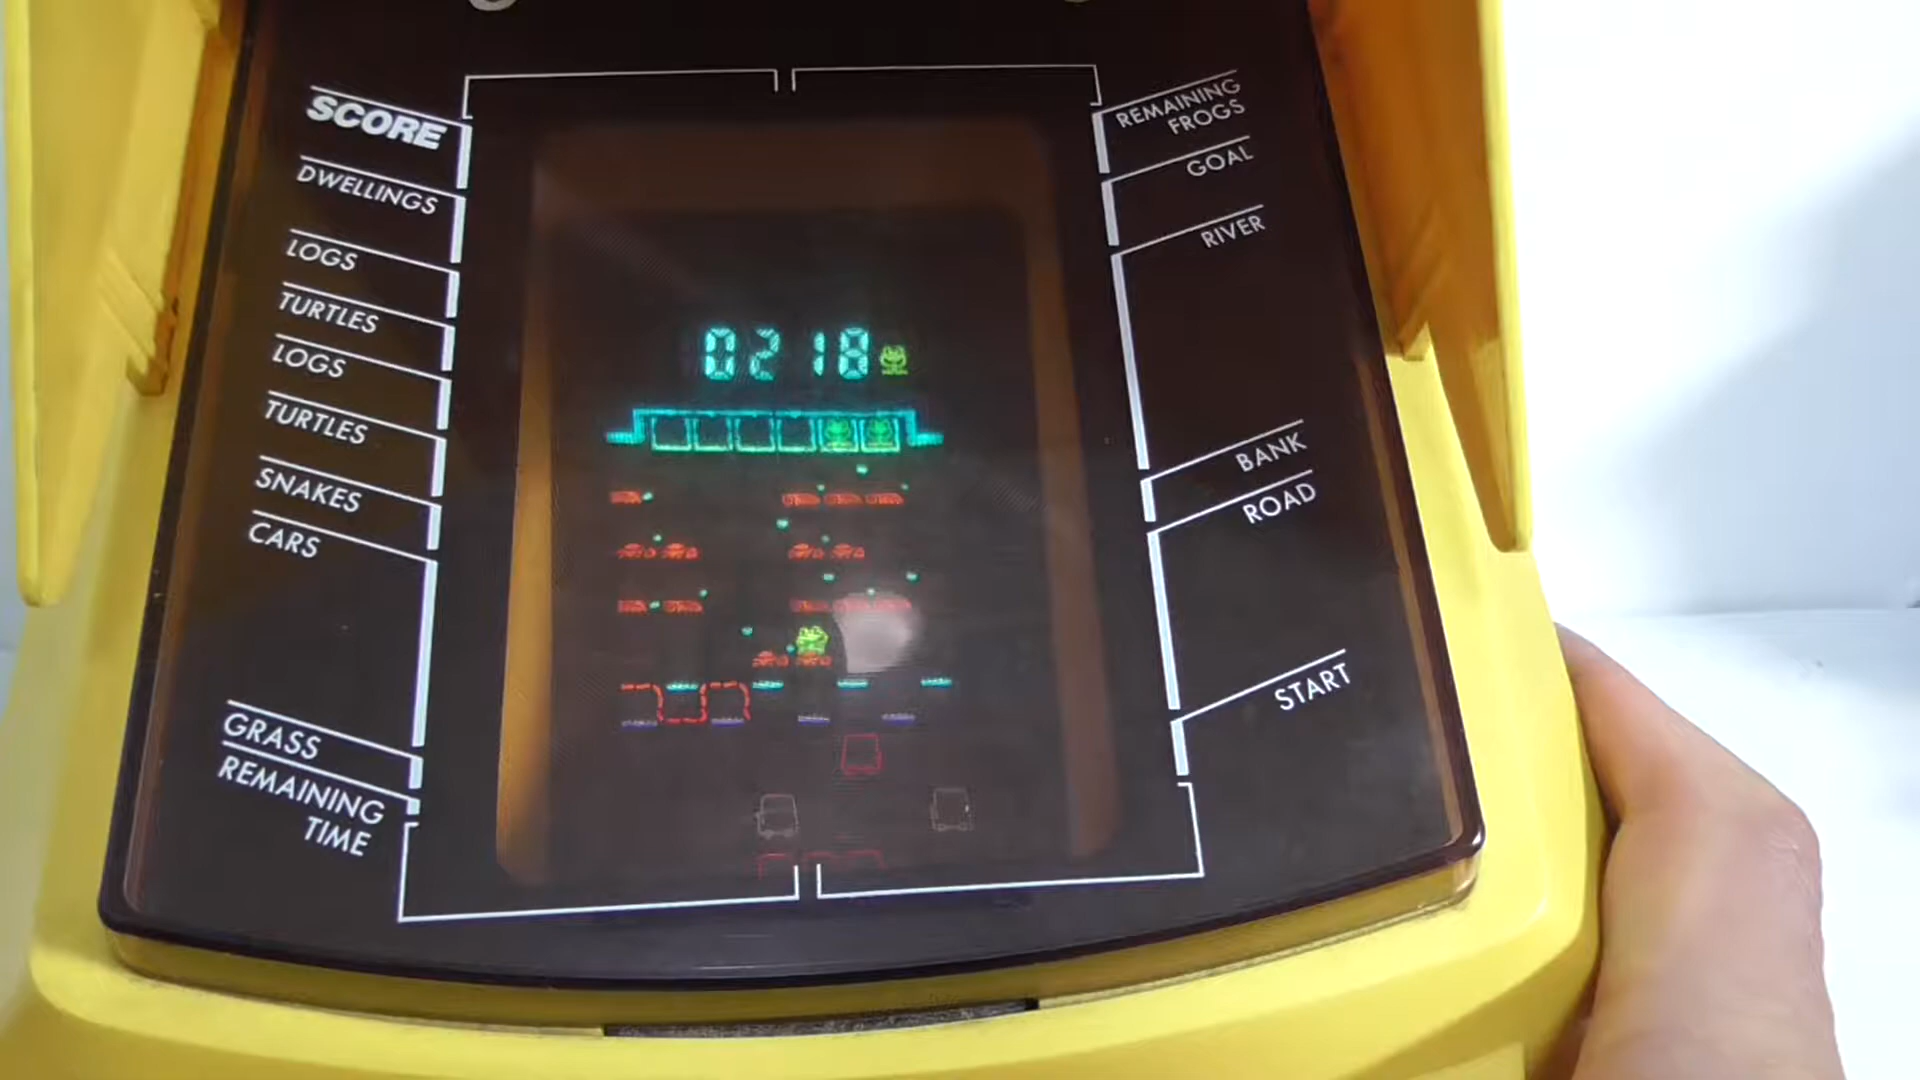 SCORE
DWELLINGS
LOGS
TURTLES
LOGS
TURTLES
SNAKES
CARS
GRASS
REMAINING
TIME
0218
REMAINING
FROGS
GOAL
RIVER
BANK
ROAD
START